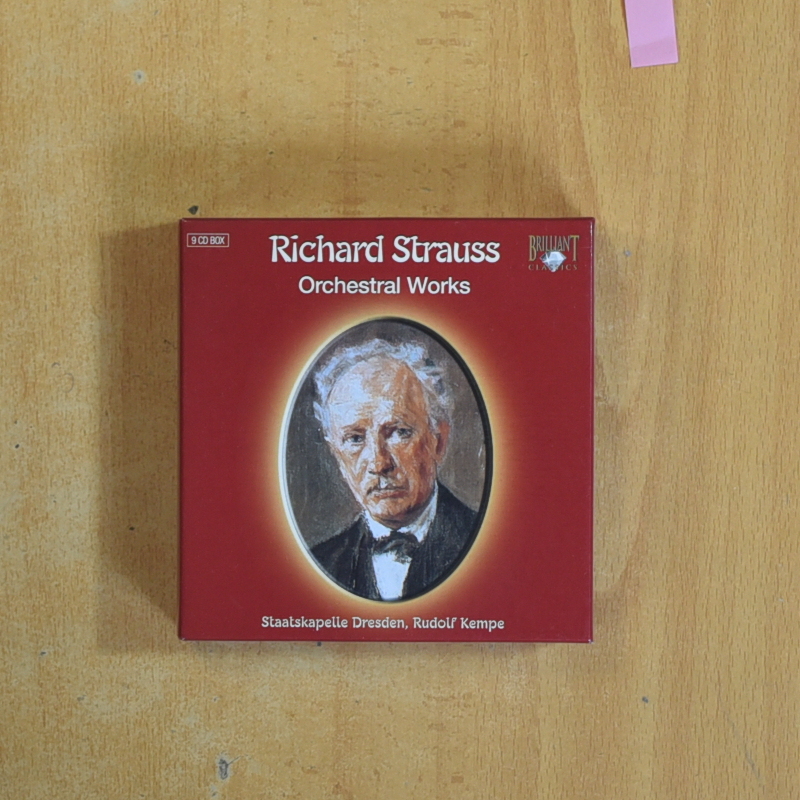 9 CD BOX
Richard Strauss
BRILLIANT
CLASSICS
Orchestral Works
Staatskapelle Dresden, Rudolf Kempe